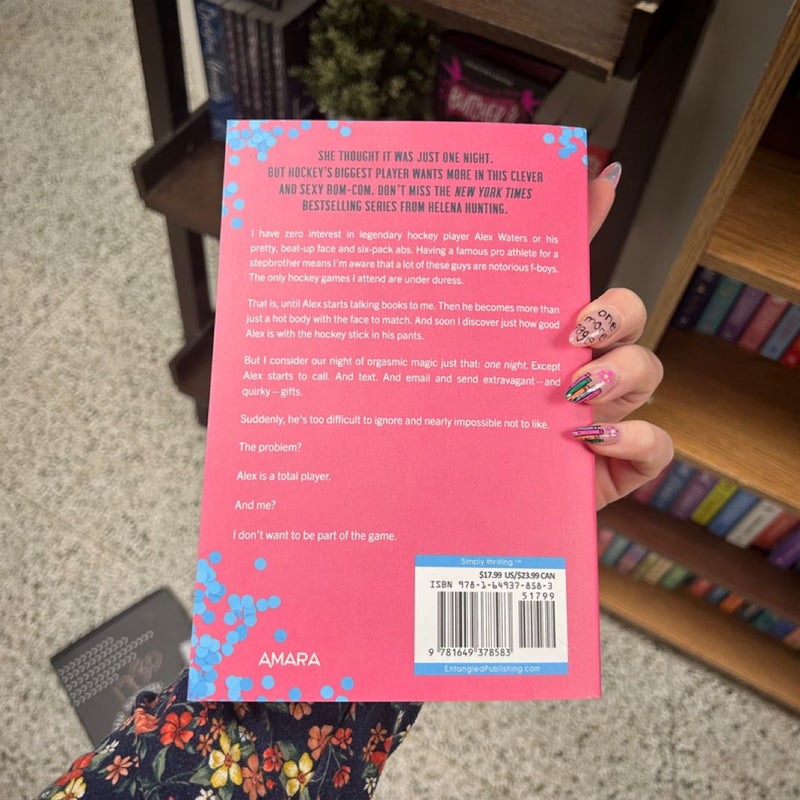 BUTCHER &
SHE THOUGHT IT WAS JUST ONE NIGHT.
BUT HOCKEY'S BIGGEST PLAYER WANTS MORE IN THIS CLEVER
AND SEXY ROM-COM. DON'T MISS THE NEW YORK TIMES
BESTSELLING SERIES FROM HELENA HUNTING.
I have zero interest in legendary hockey player Alex Waters or his
pretty, beat-up face and six-pack abs. Having a famous pro athlete for a
stepbrother means I'm aware that a lot of these guys are notorious f-boys.
The only hockey games I attend are under duress.
That is, until Alex starts talking books to me. Then he becomes more than
just a hot body with the face to match. And soon I discover just how good
Alex is with the hockey stick in his pants.
But I consider our night of orgasmic magic just that: one night. Except
Alex starts to call. And text. And email and send extravagant—and
quirky—gifts.
Suddenly, he's too difficult to ignore and nearly impossible not to like.
The problem?
Alex is a total player.
And me?
I don't want to be part of the game.
one
more
page
Simply thrilling.™
$17.99 US/$23.99 CAN
ISBN 978-1-64937-858-3
51799
9 781649 378583
EntangledPublishing.com
AMARA